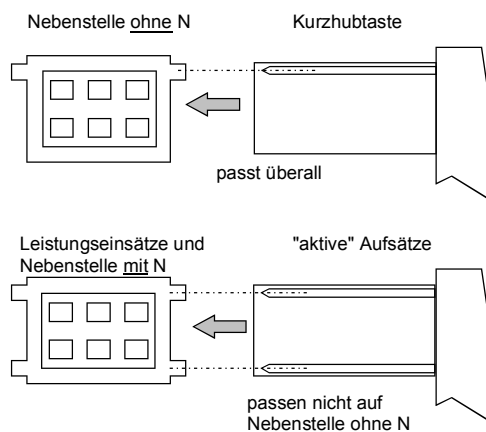 Nebenstelle ohne N
Kurzhubtaste
passt überall
Leistungseinsätze und
Nebenstelle mit N
"aktive" Aufsätze
passen nicht auf
Nebenstelle ohne N